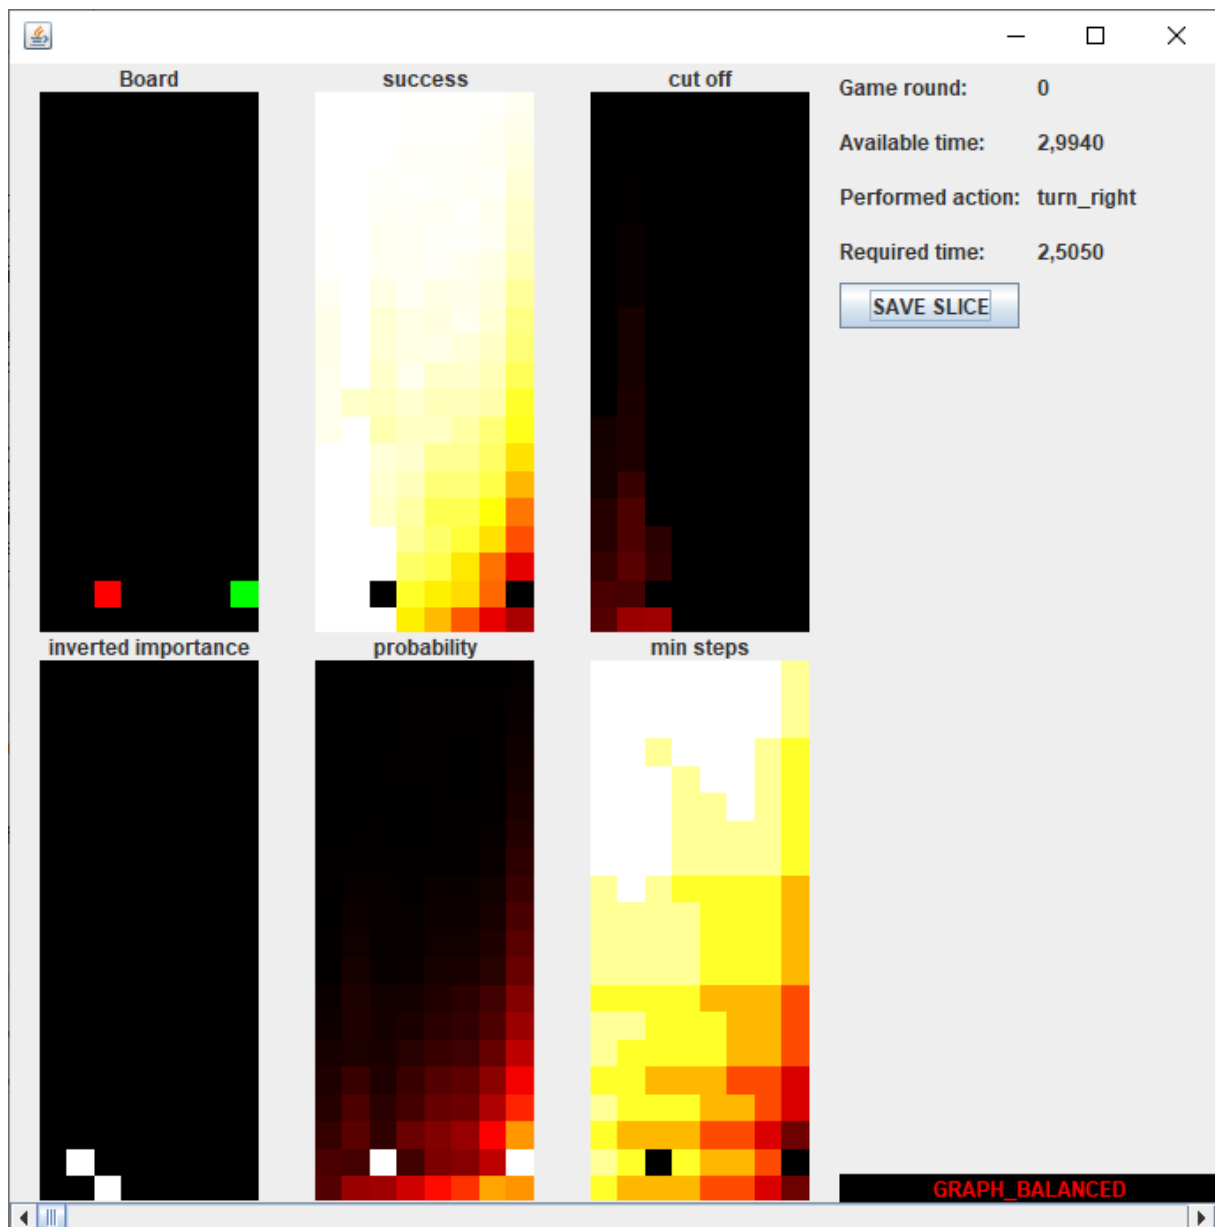 Board
success
cut off
Game round: 0
Available time: 2,9940
Performed action: turn_right
Required time: 2,5050
SAVE SLICE
inverted importance
probability
min steps
GRAPH_BALANCED